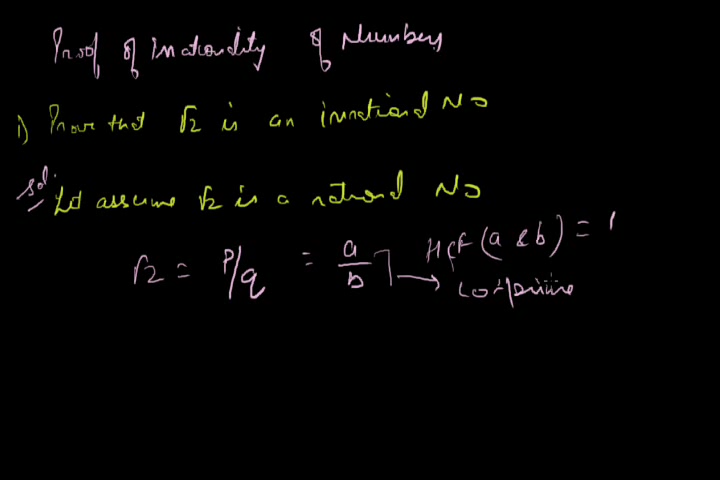 Proof of irrationality of Numbers
1) Prove that √2 is an irrational No
Sol. Let assume √2 is a rational No
√2 = P/q = a/b → HCF (a & b) = 1
co-prime